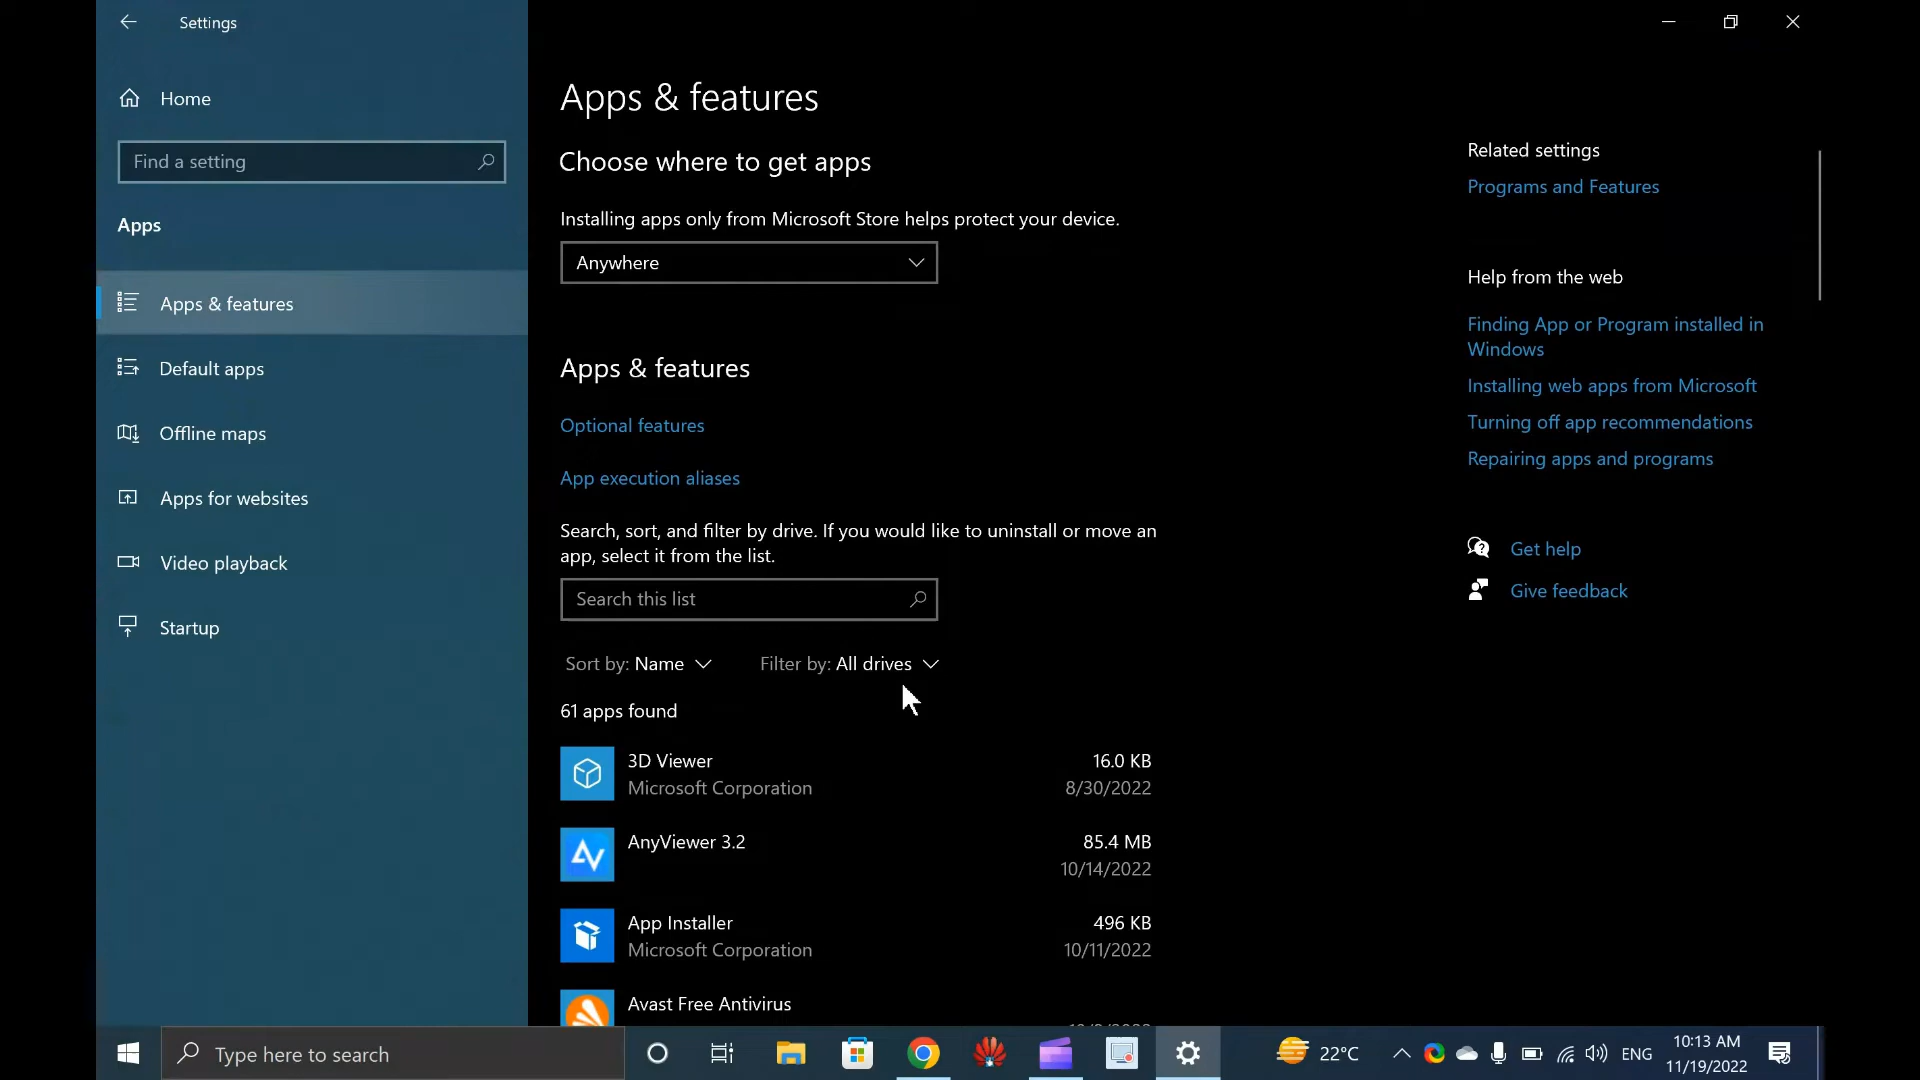 Settings
Home
Find a setting
Apps
Apps & features
Default apps
Offline maps
Apps for websites
Video playback
Startup
Apps & features
Choose where to get apps
Installing apps only from Microsoft Store helps protect your device.
Anywhere
Apps & features
Optional features
App execution aliases
Search, sort, and filter by drive. If you would like to uninstall or move an
app, select it from the list.
Search this list
Sort by: Name Filter by: All drives
61 apps found
3D Viewer 16.0 KB
Microsoft Corporation 8/30/2022
AnyViewer 3.2 85.4 MB
10/14/2022
App Installer 496 KB
Microsoft Corporation 10/11/2022
Avast Free Antivirus
Related settings
Programs and Features
Help from the web
Finding App or Program installed in
Windows
Installing web apps from Microsoft
Turning off app recommendations
Repairing apps and programs
Get help
Give feedback
Type here to search
22°C
ENG
10:13 AM
11/19/2022